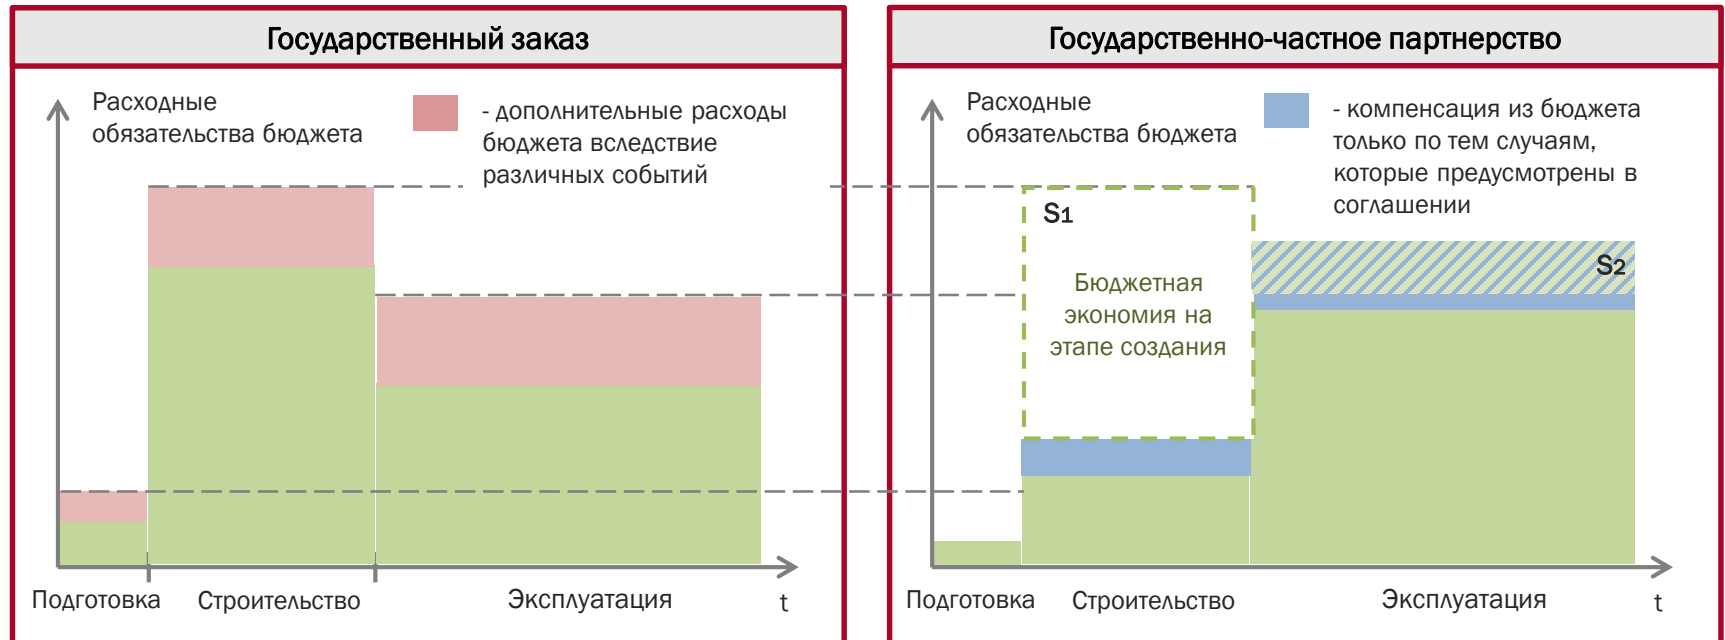 Государственный заказ
Расходные
обязательства бюджета
- дополнительные расходы
бюджета вследствие
различных событий
Подготовка
Строительство
Эксплуатация
t
Государственно-частное партнерство
Расходные
обязательства бюджета
- компенсация из бюджета
только по тем случаям,
которые предусмотрены в
соглашении
S1
Бюджетная
экономия на
этапе создания
S2
Подготовка
Строительство
Эксплуатация
t